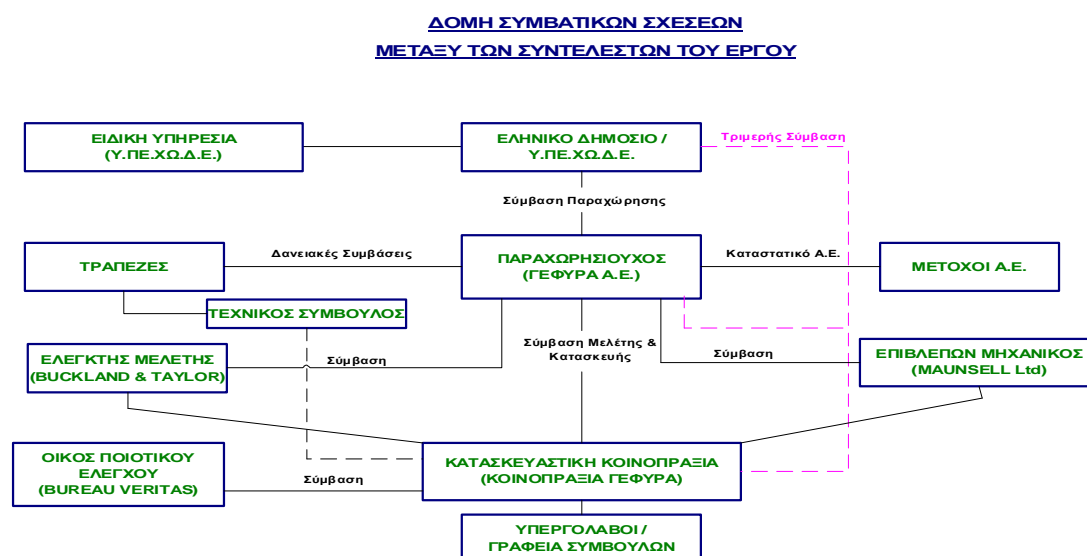 ΔΟΜΗ ΣΥΜΒΑΤΙΚΩΝ ΣΧΕΣΕΩΝ
ΜΕΤΑΞΥ ΤΩΝ ΣΥΝΤΕΛΕΣΤΩΝ ΤΟΥ ΕΡΓΟΥ
ΕΙΔΙΚΗ ΥΠΗΡΕΣΙΑ
(Υ.ΠΕ.ΧΩ.Δ.Ε.)
ΕΛΗΝΙΚΟ ΔΗΜΟΣΙΟ /
Υ.ΠΕ.ΧΩ.Δ.Ε.
Τριμερής Σύμβαση
Σύμβαση Παραχώρησης
ΤΡΑΠΕΖΕΣ
Δανειακές Συμβάσεις
ΠΑΡΑΧΩΡΗΣΙΟΥΧΟΣ
(ΓΕΦΥΡΑ Α.Ε.)
Καταστατικό Α.Ε.
ΜΕΤΟΧΟΙ Α.Ε.
ΤΕΧΝΙΚΟΣ ΣΥΜΒΟΥΛΟΣ
ΕΛΕΓΚΤΗΣ ΜΕΛΕΤΗΣ
(BUCKLAND & TAYLOR)
Σύμβαση
Σύμβαση Μελέτης &
Κατασκευής
Σύμβαση
ΕΠΙΒΛΕΠΩΝ ΜΗΧΑΝΙΚΟΣ
(MAUNSELL Ltd)
ΟΙΚΟΣ ΠΟΙΟΤΙΚΟΥ
ΕΛΕΓΧΟΥ
(BUREAU VERITAS)
Σύμβαση
ΚΑΤΑΣΚΕΥΑΣΤΙΚΗ ΚΟΙΝΟΠΡΑΞΙΑ
(ΚΟΙΝΟΠΡΑΞΙΑ ΓΕΦΥΡΑ)
ΥΠΕΡΓΟΛΑΒΟΙ /
ΓΡΑΦΕΙΑ ΣΥΜΒΟΥΛΩΝ